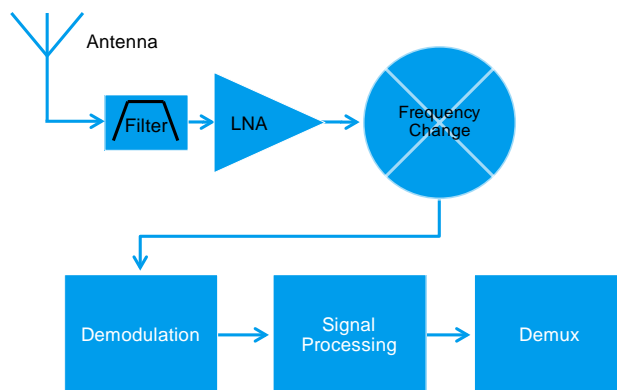 Antenna
Filter
LNA
Frequency
Change
Demodulation
Signal
Processing
Demux